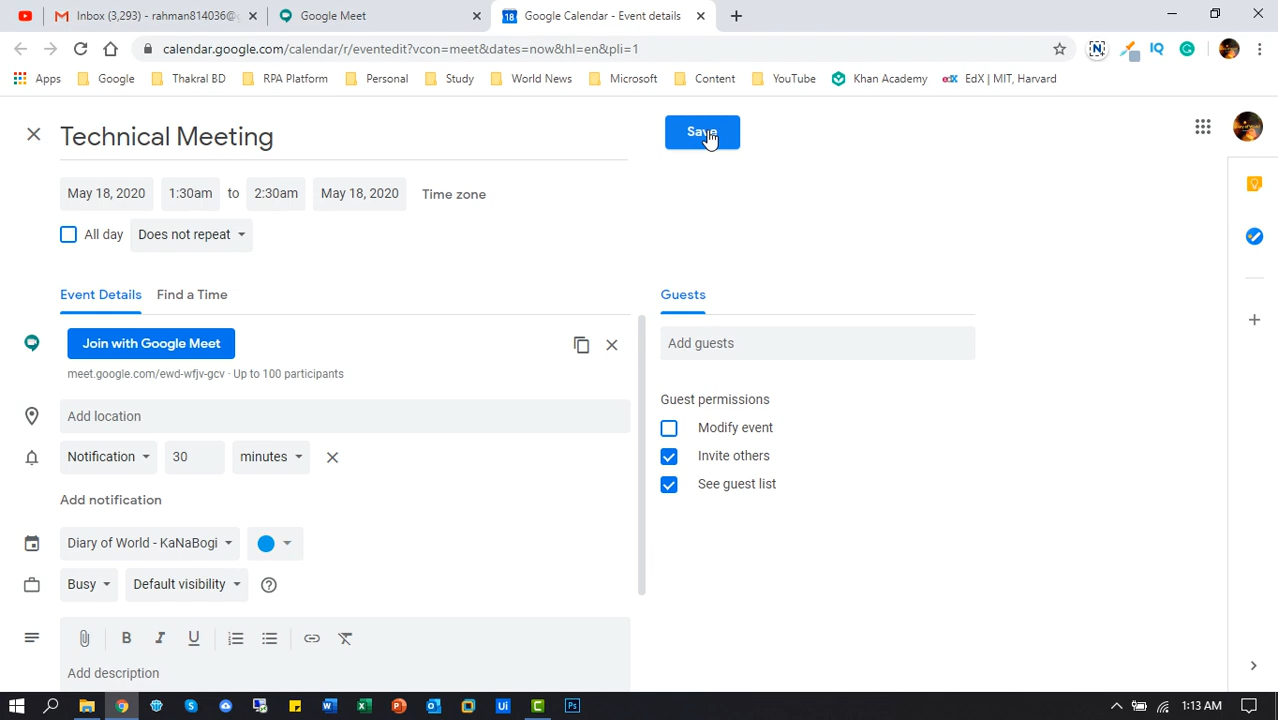 Inbox (3,293) - rahman814036@g
Google Meet
Google Calendar - Event details
calendar.google.com/calendar/r/eventedit?vcon=meet&dates=now&hl=en&pli=1
Apps Google Thakral BD RPA Platform Personal Study World News Microsoft Content YouTube Khan Academy EdX | MIT, Harvard
Technical Meeting
Save
May 18, 2020 1:30am to 2:30am May 18, 2020 Time zone
All day Does not repeat
Event Details Find a Time
Guests
Join with Google Meet
Add guests
meet.google.com/ewd-wfjv-gcv · Up to 100 participants
Guest permissions
Add location
Modify event
Notification 30 minutes
Invite others
See guest list
Add notification
Diary of World - KaNaBogi
Busy Default visibility
Add description
1:13 AM